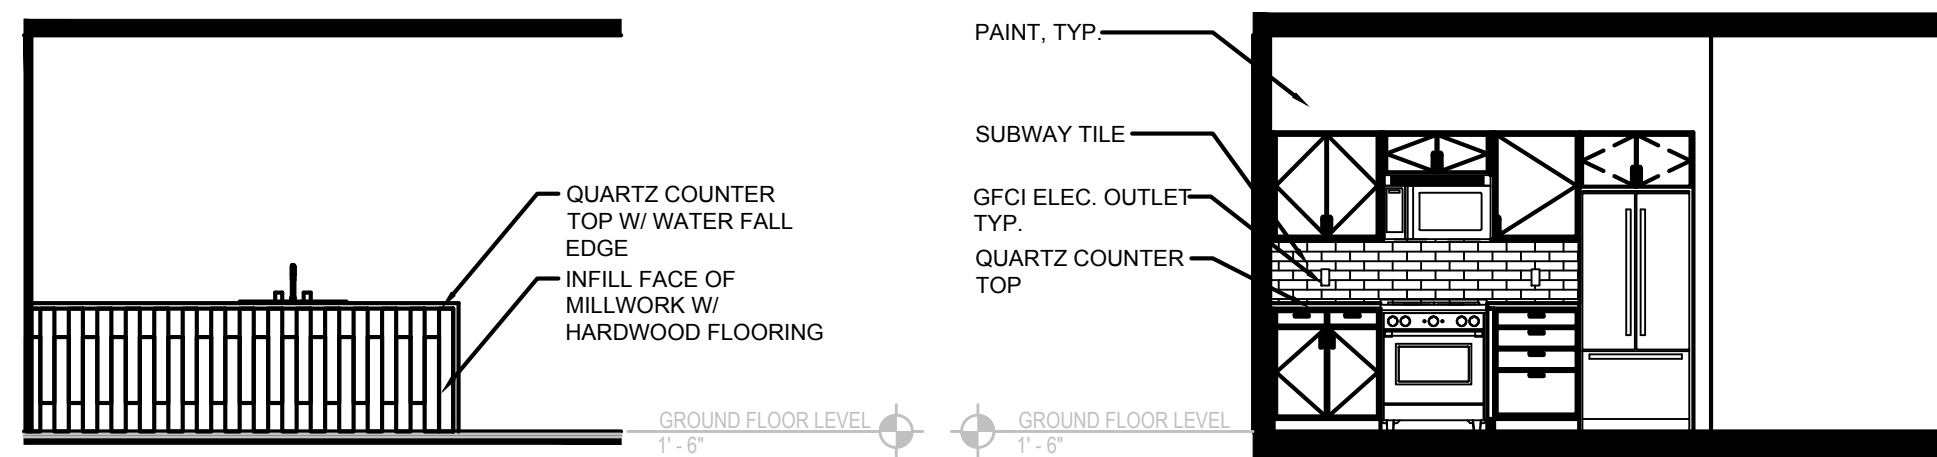 QUARTZ COUNTER
TOP W/ WATER FALL
EDGE
INFILL FACE OF
MILLWORK W/
HARDWOOD FLOORING
GROUND FLOOR LEVEL
1' - 6"
PAINT, TYP.
SUBWAY TILE
GFCI ELEC. OUTLET
TYP.
QUARTZ COUNTER
TOP
GROUND FLOOR LEVEL
1' - 6"